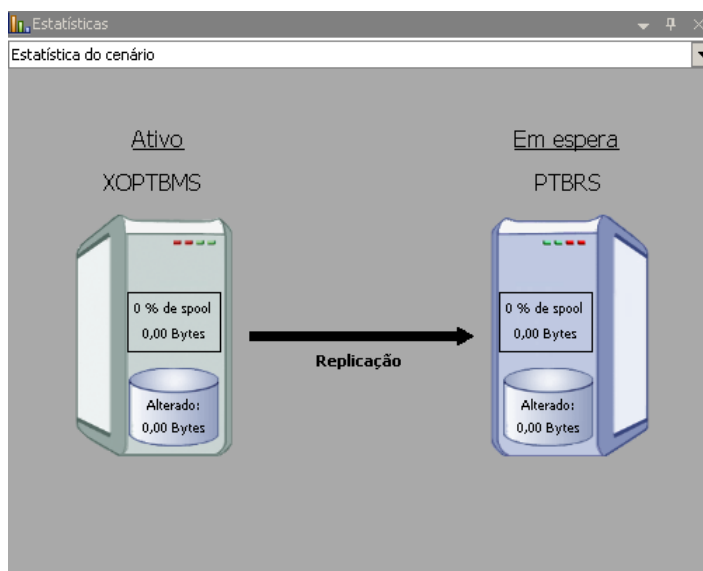 Estatísticas
Estatística do cenário
Ativo
Em espera
XOPTBMS
PTBRS
0 % de spool
0,00 Bytes
0 % de spool
0,00 Bytes
Replicação
Alterado:
0,00 Bytes
Alterado:
0,00 Bytes